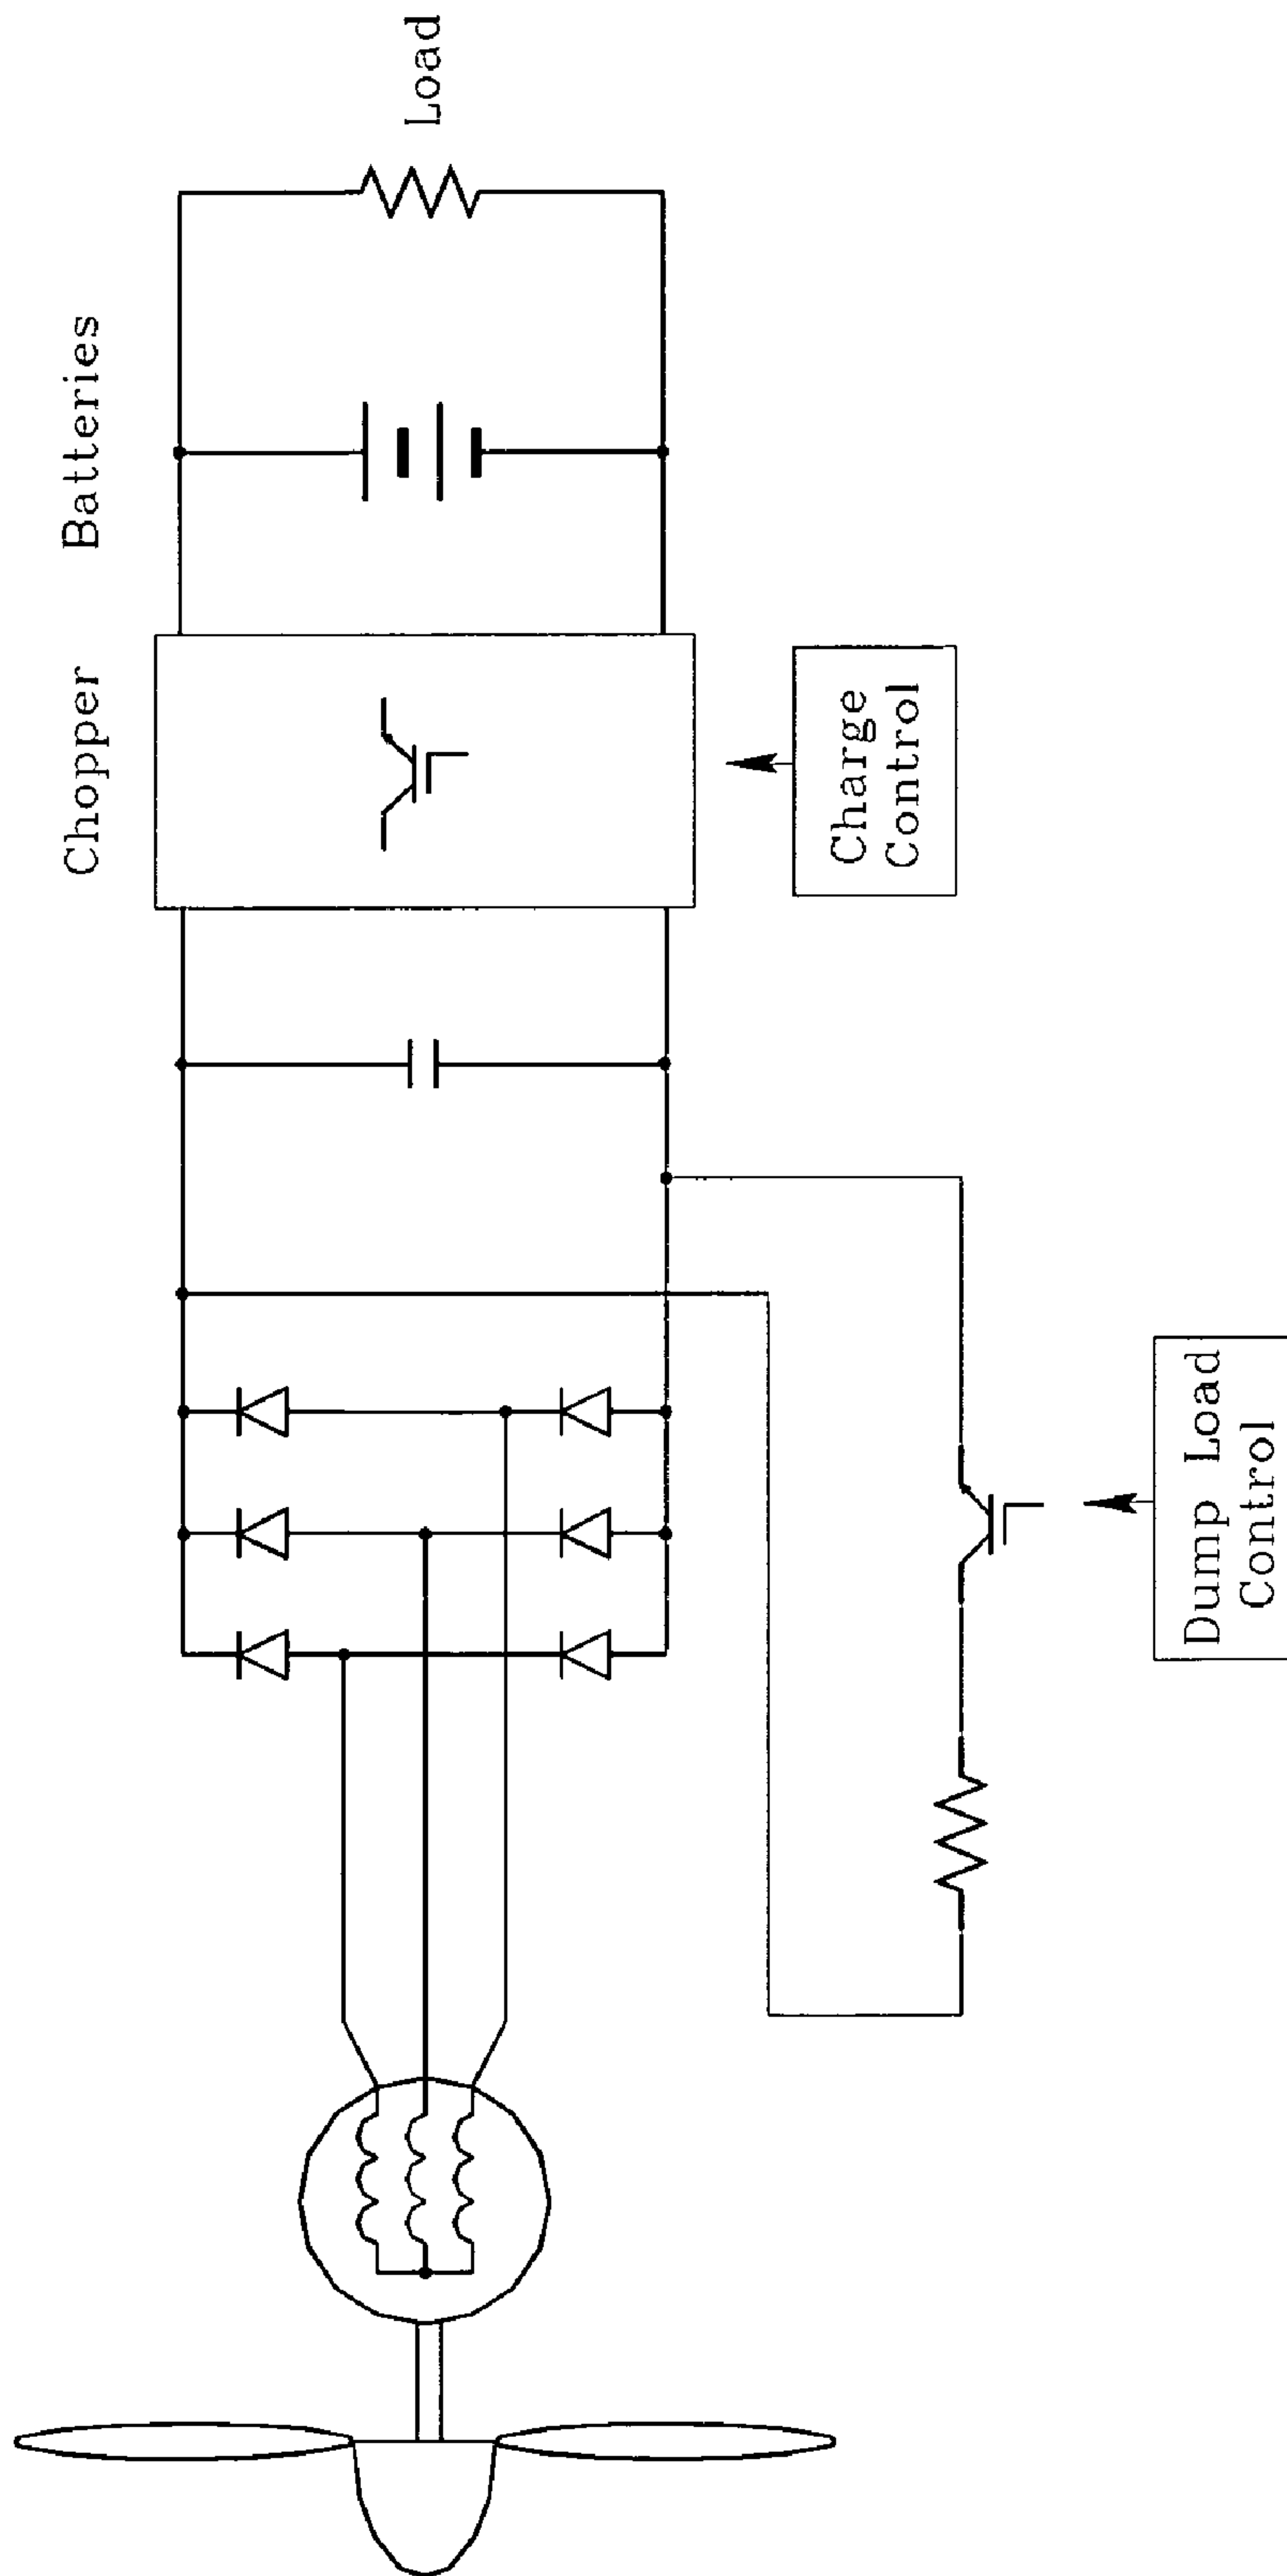 Chopper
Batteries
Load
Charge
Control
Dump Load
Control